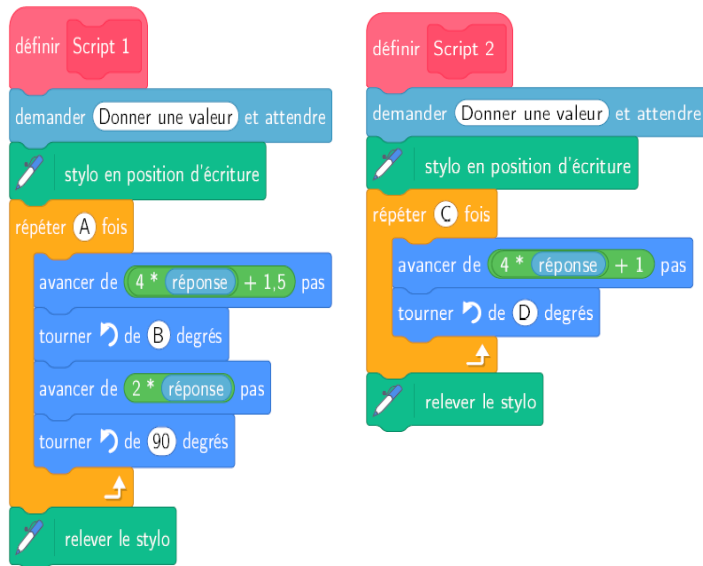 définir Script 1
demander Donner une valeur et attendre
stylo en position d'écriture
répéter A fois
avancer de 4 * réponse + 1,5 pas
tourner de B degrés
avancer de 2 * réponse pas
tourner de 90 degrés
relever le stylo
définir Script 2
demander Donner une valeur et attendre
stylo en position d'écriture
répéter C fois
avancer de 4 * réponse + 1 pas
tourner de D degrés
relever le stylo